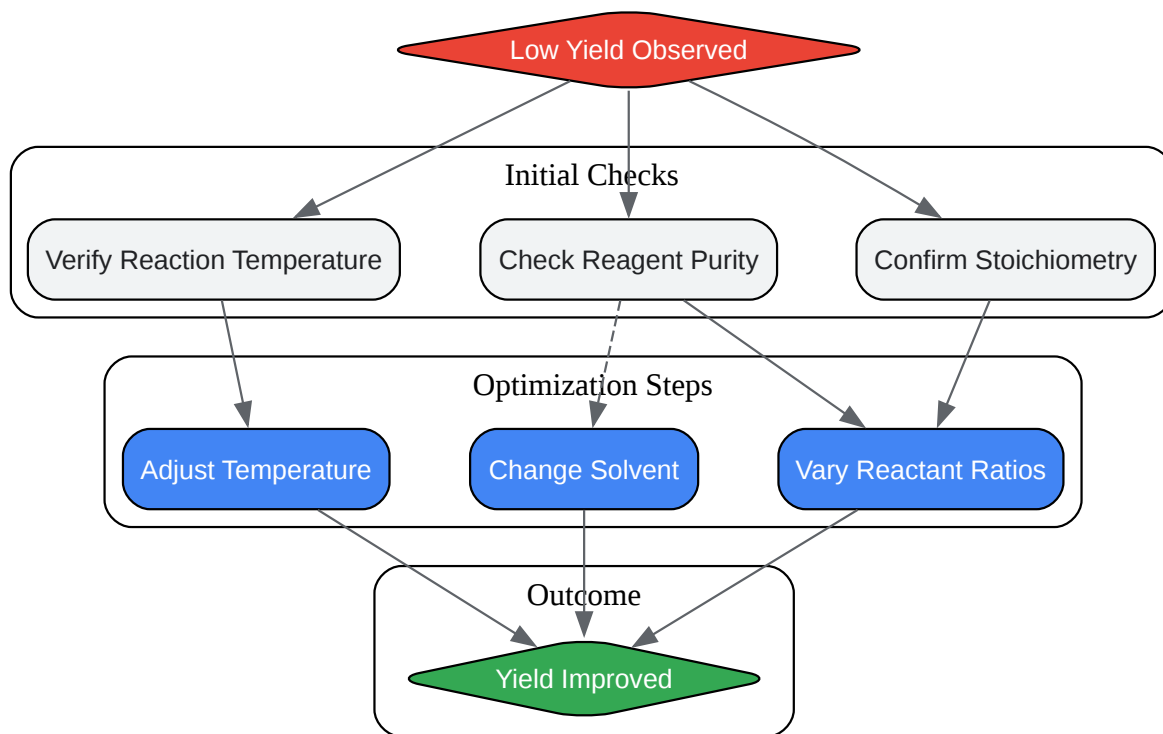 Low Yield Observed
Initial Checks
Verify Reaction Temperature
Check Reagent Purity
Confirm Stoichiometry
Optimization Steps
Adjust Temperature
Change Solvent
Vary Reactant Ratios
Outcome
Yield Improved